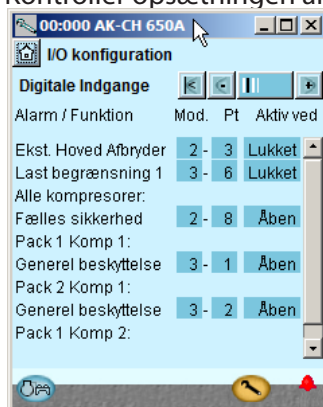 Kontroller opsætningen af
00:000 AK-CH 650A
I/O konfiguration
Digitale Indgange
Alarm / Funktion Mod. Pt Aktiv ved
Ekst. Hoved Afbryder 2 - 3 Lukket
Last begrænsning 1 3 - 6 Lukket
Alle kompresorer:
Fælles sikkerhed 2 - 8 Åben
Pack 1 Komp 1:
Generel beskyttelse 3 - 1 Åben
Pack 2 Komp 1:
Generel beskyttelse 3 - 2 Åben
Pack 1 Komp 2: